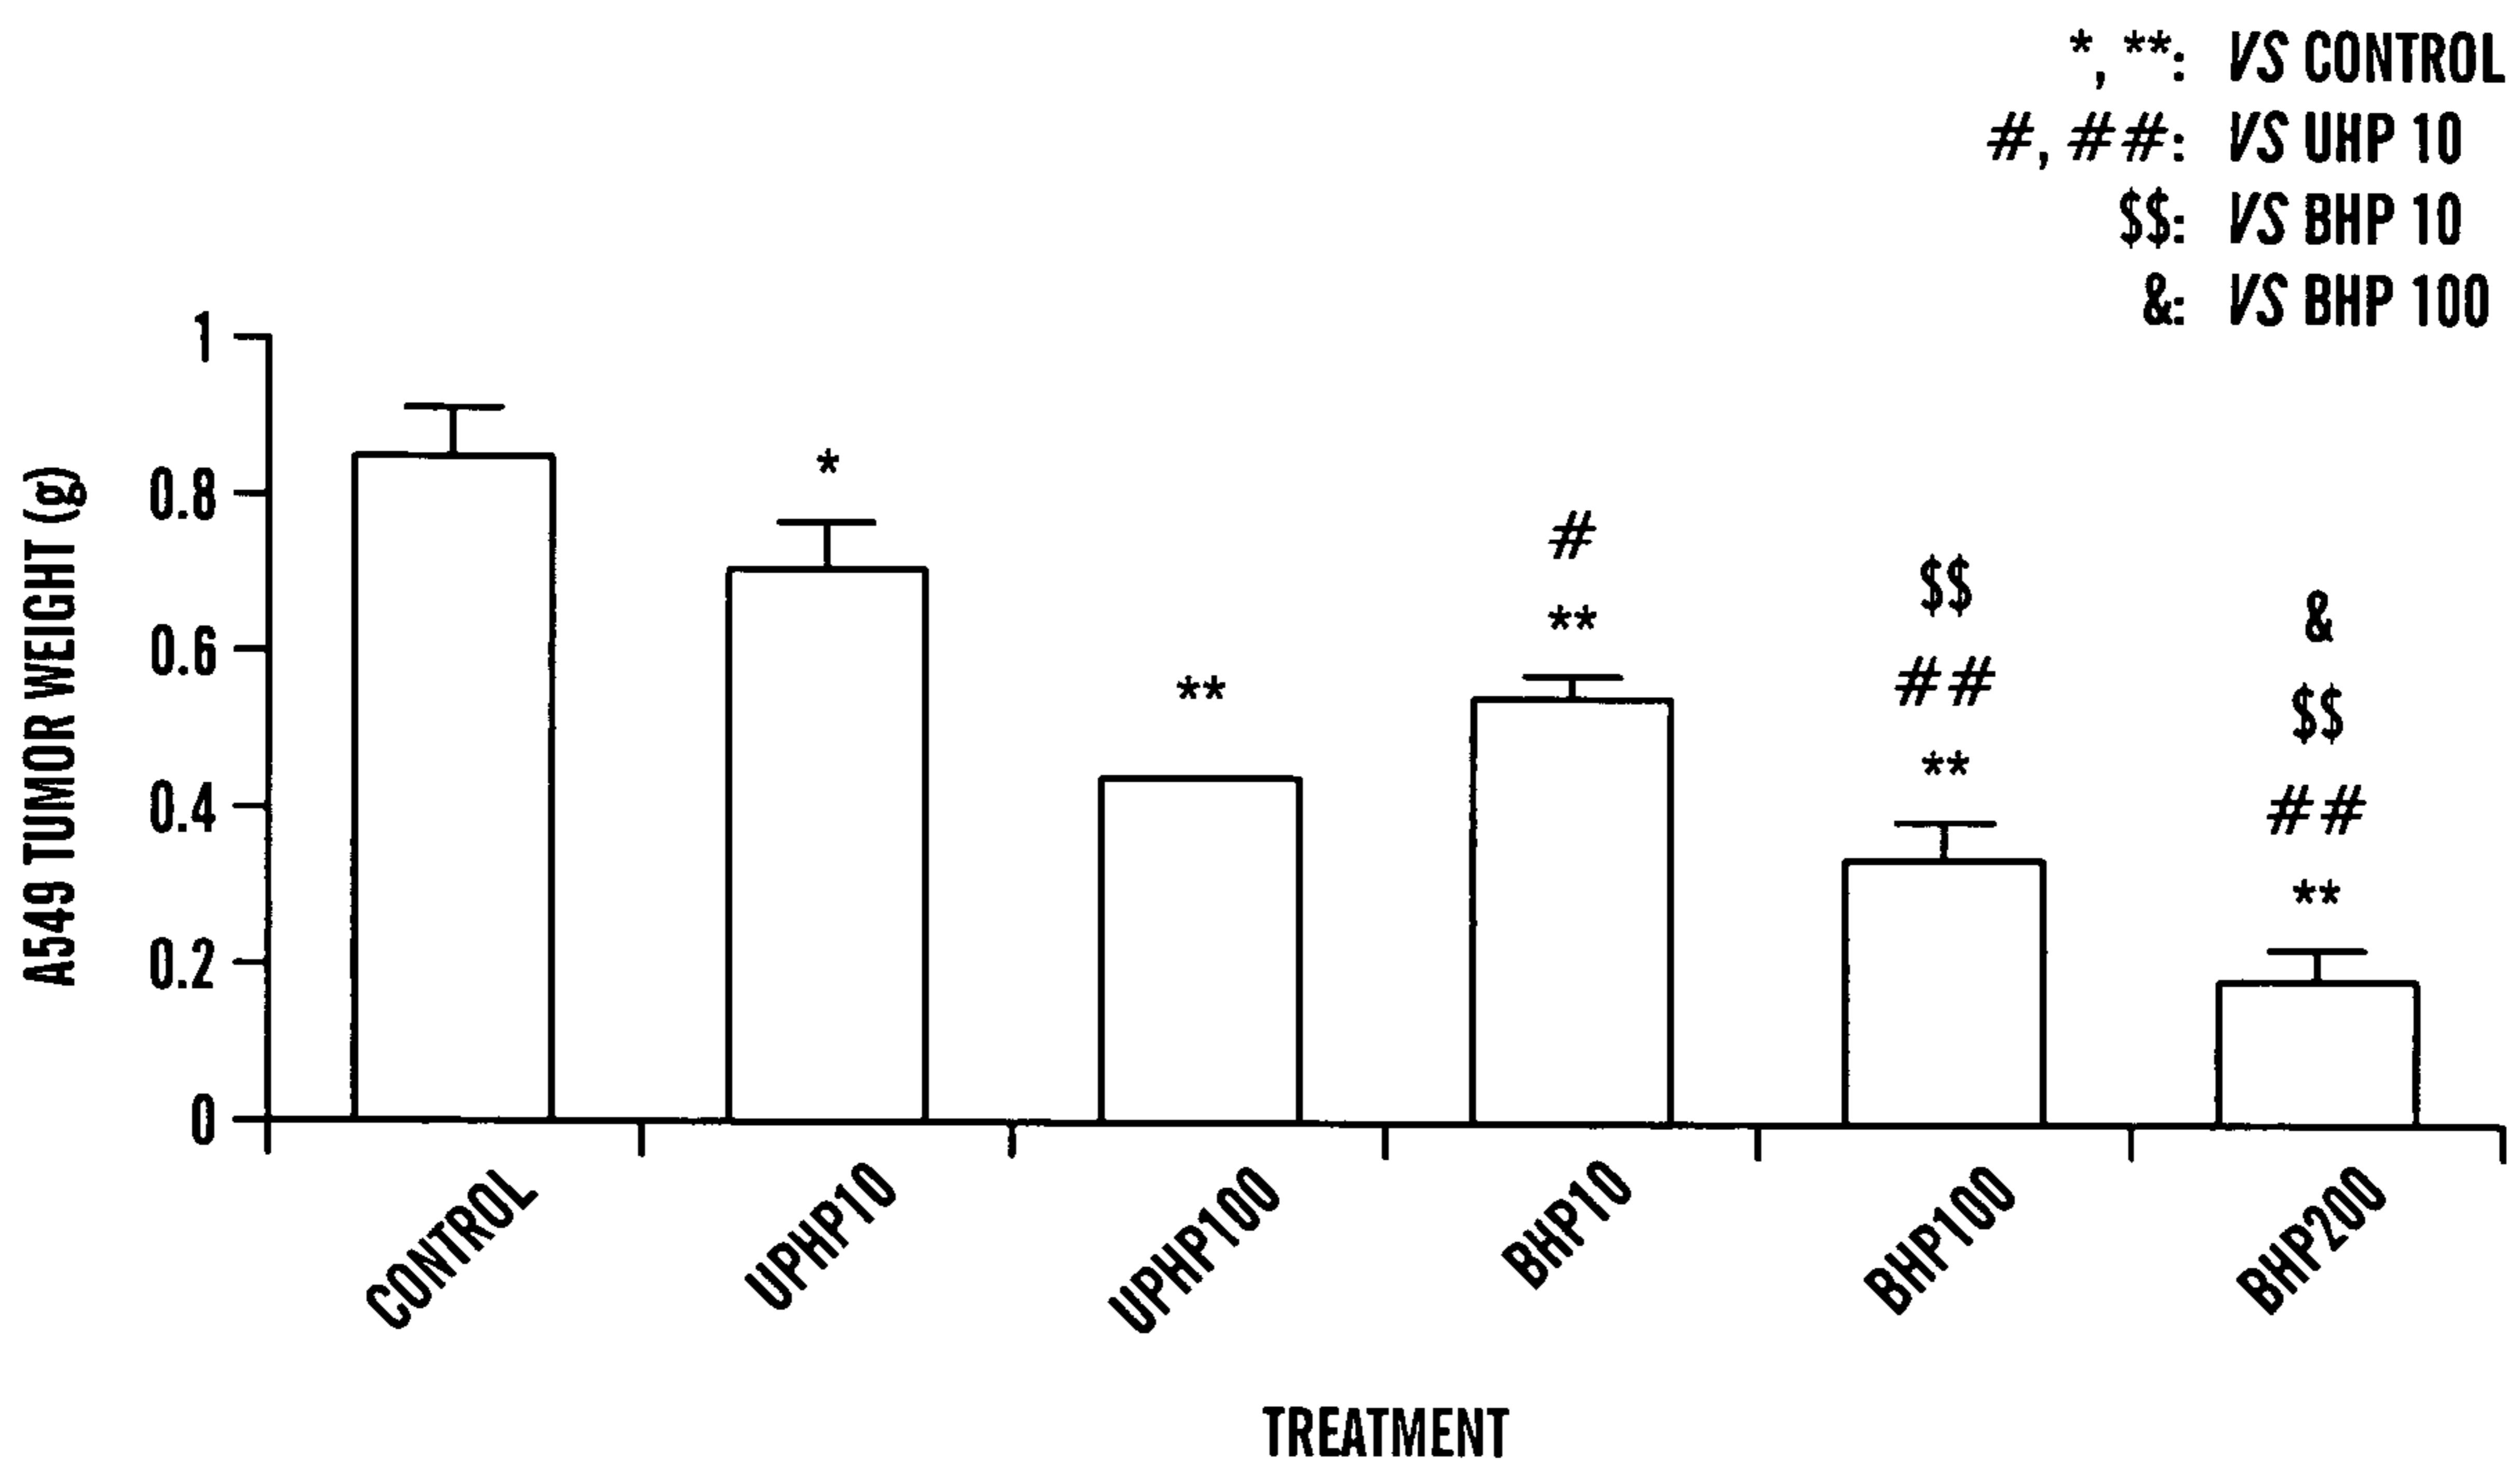 *, **: VS CONTROL
#, ##: VS UHP 10
$$: VS BHP 10
&: VS BHP 100
A549 TUMOR WEIGHT (g)
1
0.8
0.6
0.4
0.2
0
*
**
#
**
$$
##
**
&
$$
##
**
CONTROL
UPHP10
UPHP100
BHP10
BHP100
BHP200
TREATMENT